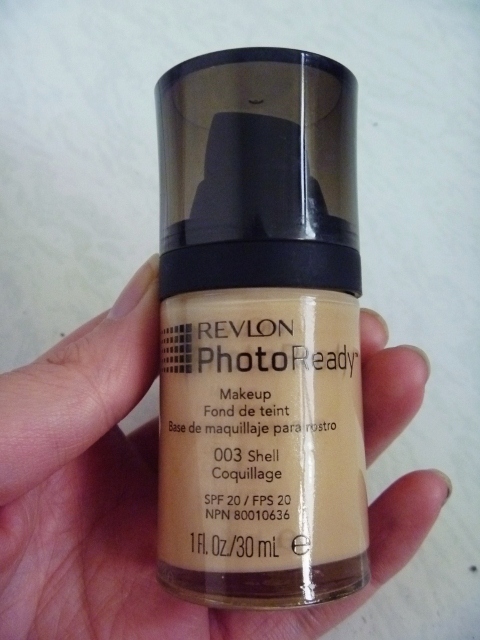 REVLON
PhotoReady™
Makeup
Fond de teint
Base de maquillaje para rostro
003 Shell
Coquillage
SPF 20 / FPS 20
NPN 80010636
1 Fl. Oz./30 mL e